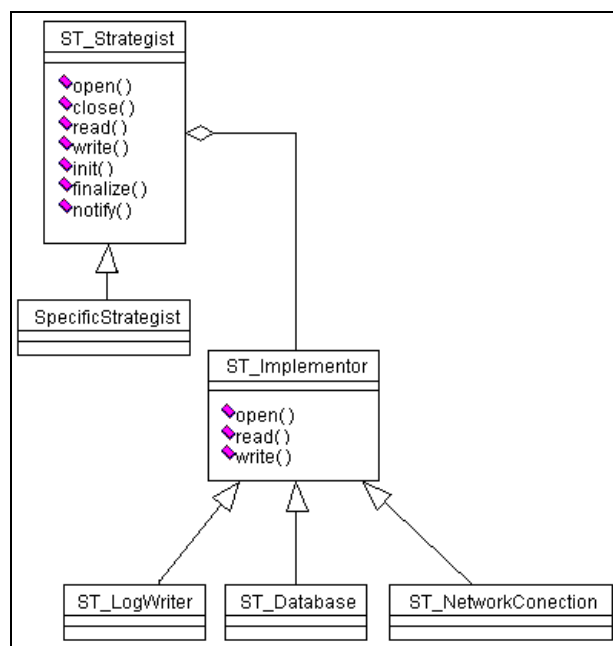 ST_Strategist
open()
close()
read()
write()
init()
finalize()
notify()
SpecificStrategist
ST_Implementor
open()
read()
write()
ST_LogWriter
ST_Database
ST_NetworkConection